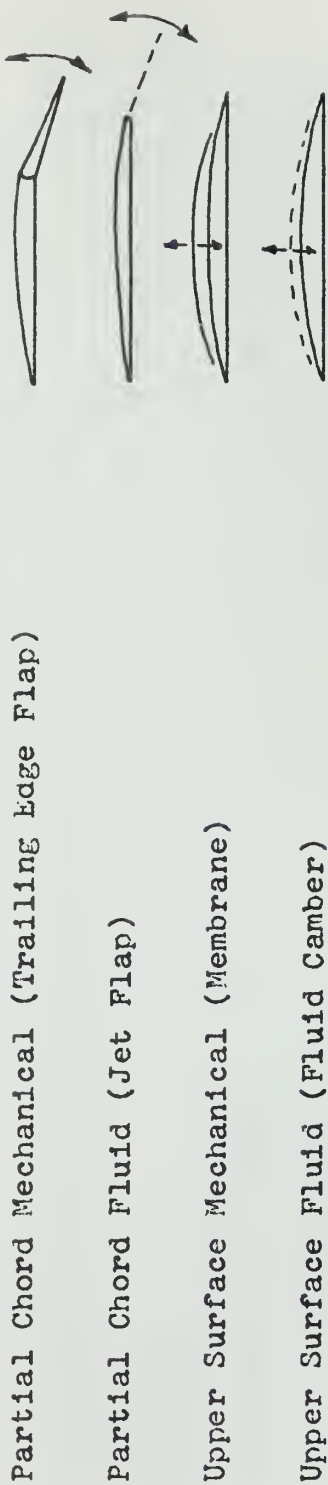 Partial Chord Mechanical (Trailing Edge Flap)
Partial Chord Fluid (Jet Flap)
Upper Surface Mechanical (Membrane)
Upper Surface Fluid (Fluid Camber)